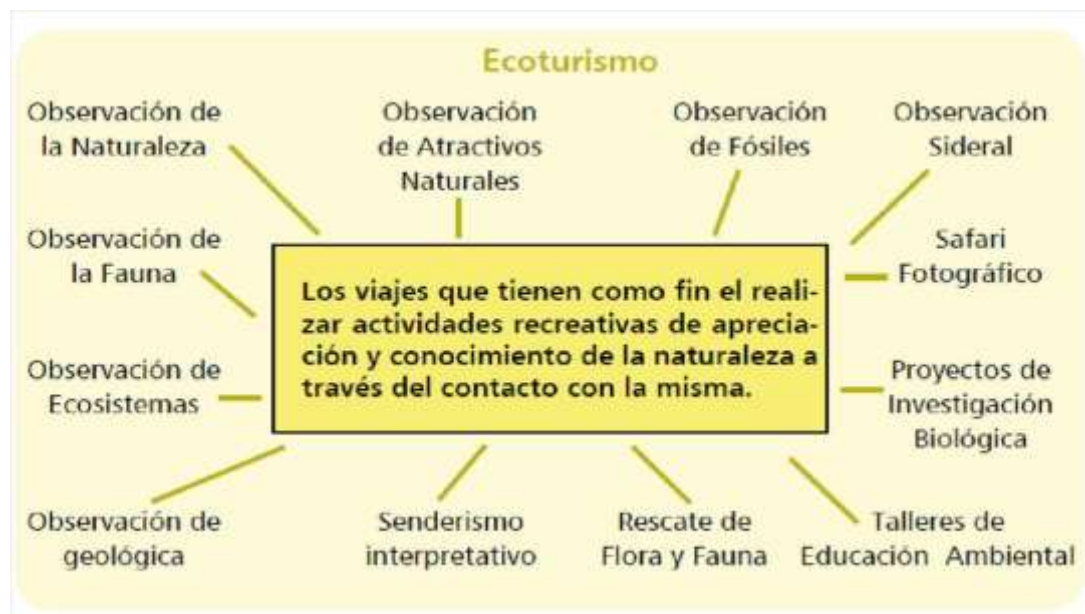 Ecoturismo
Observación de
la Naturaleza
Observación
de Atractivos
Naturales
Observación
de Fósiles
Observación
Sideral
Observación de
la Fauna
Safari
Fotográfico
Los viajes que tienen como fin el reali-
zar actividades recreativas de aprecia-
ción y conocimiento de la naturaleza a
través del contacto con la misma.
Observación de
Ecosistemas
Proyectos de
Investigación
Biológica
Observación de
geológica
Senderismo
interpretativo
Rescate de
Flora y Fauna
Talleres de
Educación Ambiental